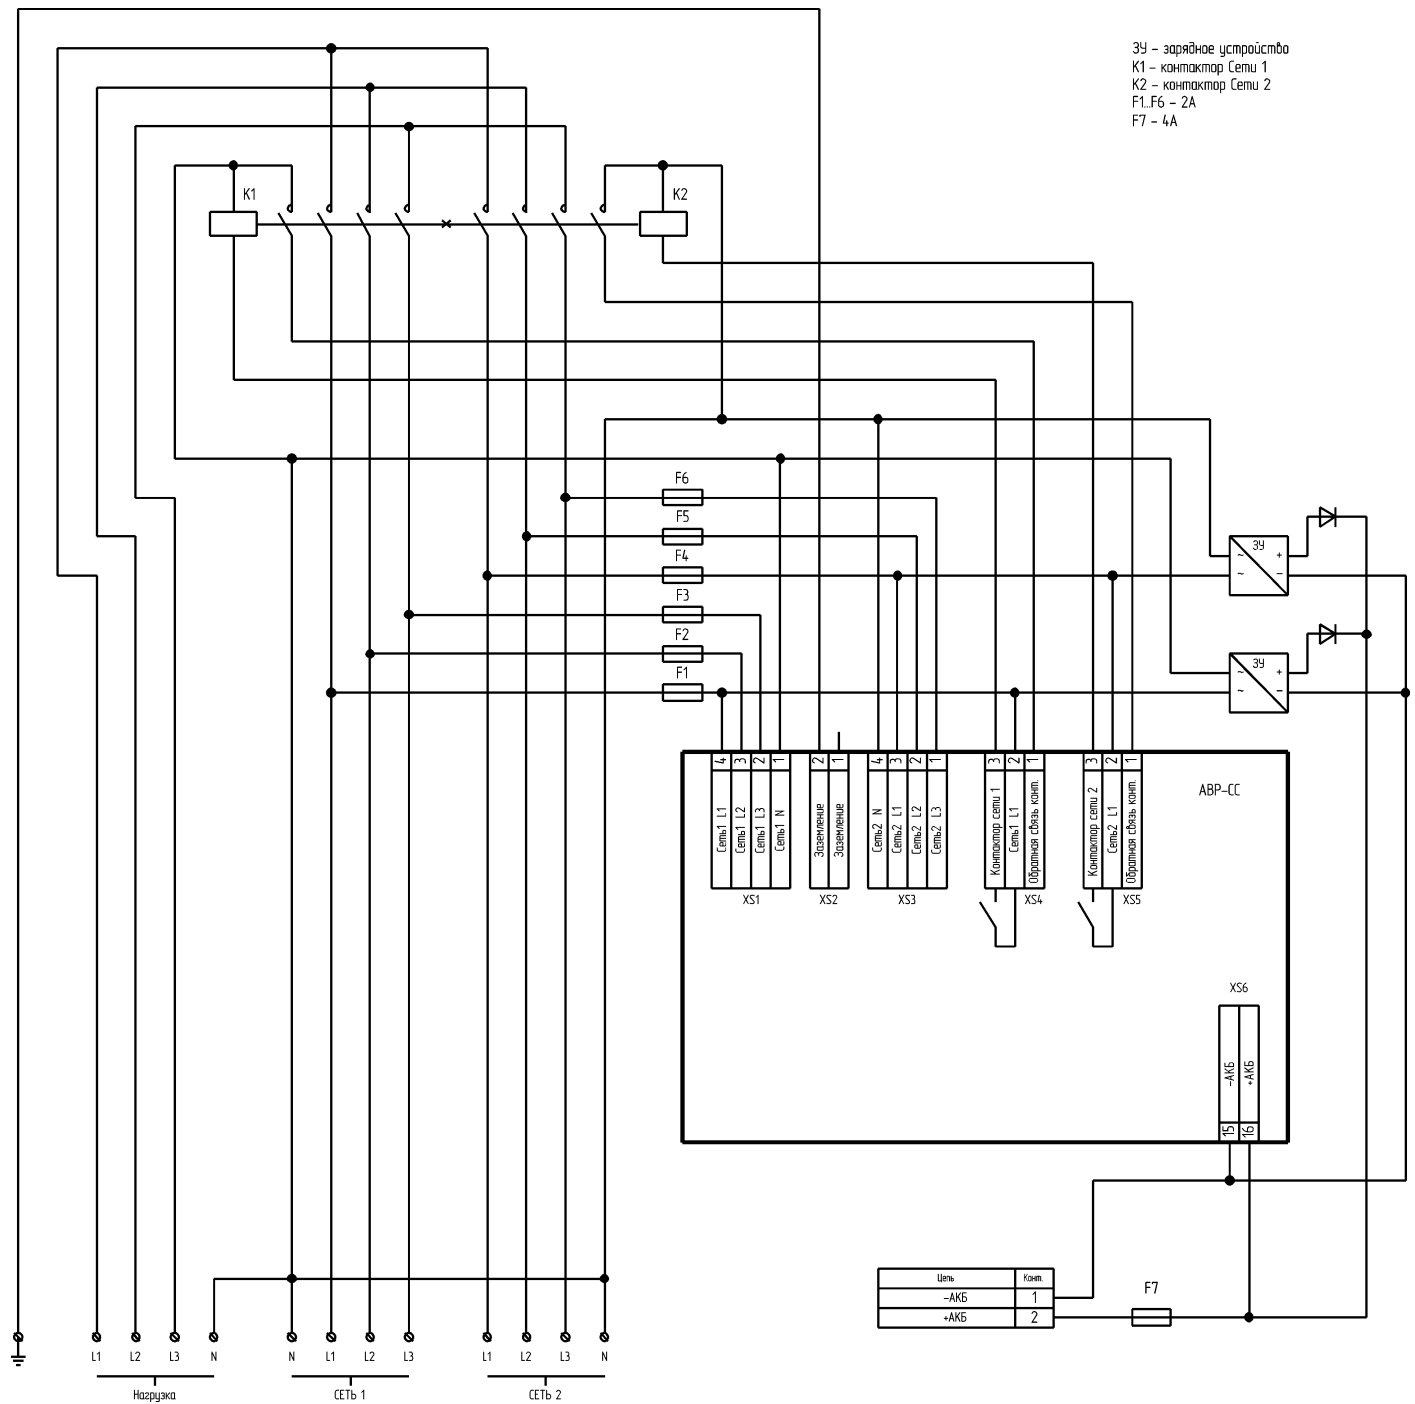 ЗУ – зарядное устройство
К1 – контактор Сети 1
К2 – контактор Сети 2
F1...F6 – 2А
F7 – 4А
К1
К2
F6
F5
F4
F3
F2
F1
ЗУ
~ +
~ –
ЗУ
~ +
~ –
АВР–СС
4 Сеть1 L1
3 Сеть1 L2
2 Сеть1 L3
1 Сеть1 N
XS1
2 Заземление
1 Заземление
XS2
4 Сеть2 N
3 Сеть2 L1
2 Сеть2 L2
1 Сеть2 L3
XS3
3 Контактор сети 1
2 Сеть1 L1
1 Обратная связь конт.
XS4
3 Контактор сети 2
2 Сеть2 L1
1 Обратная связь конт.
XS5
XS6
–АКБ 15
+АКБ 16
Цепь Конт.
–АКБ 1
+АКБ 2
F7
L1 L2 L3 N N L1 L2 L3 L1 L2 L3 N
Нагрузка СЕТЬ 1 СЕТЬ 2